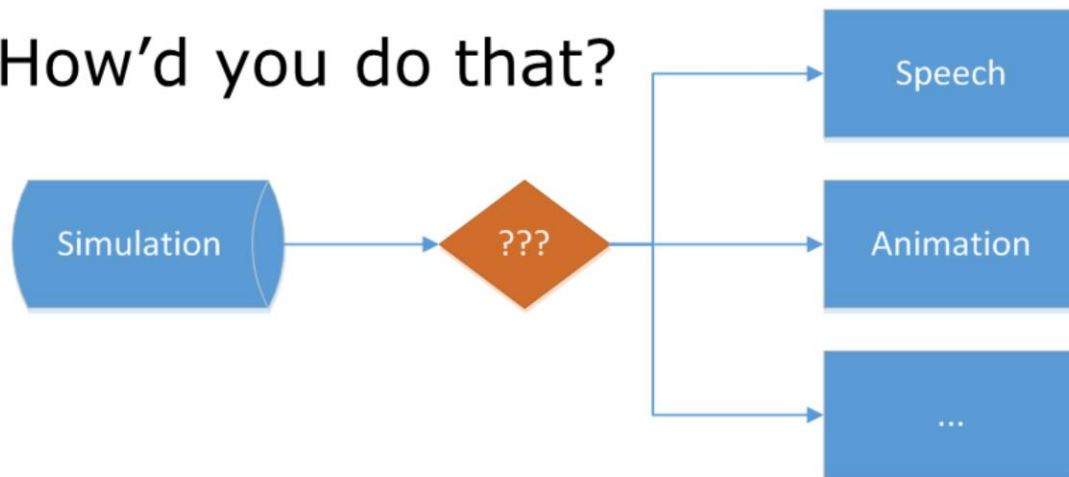 How’d you do that?
Speech
Simulation
???
Animation
...